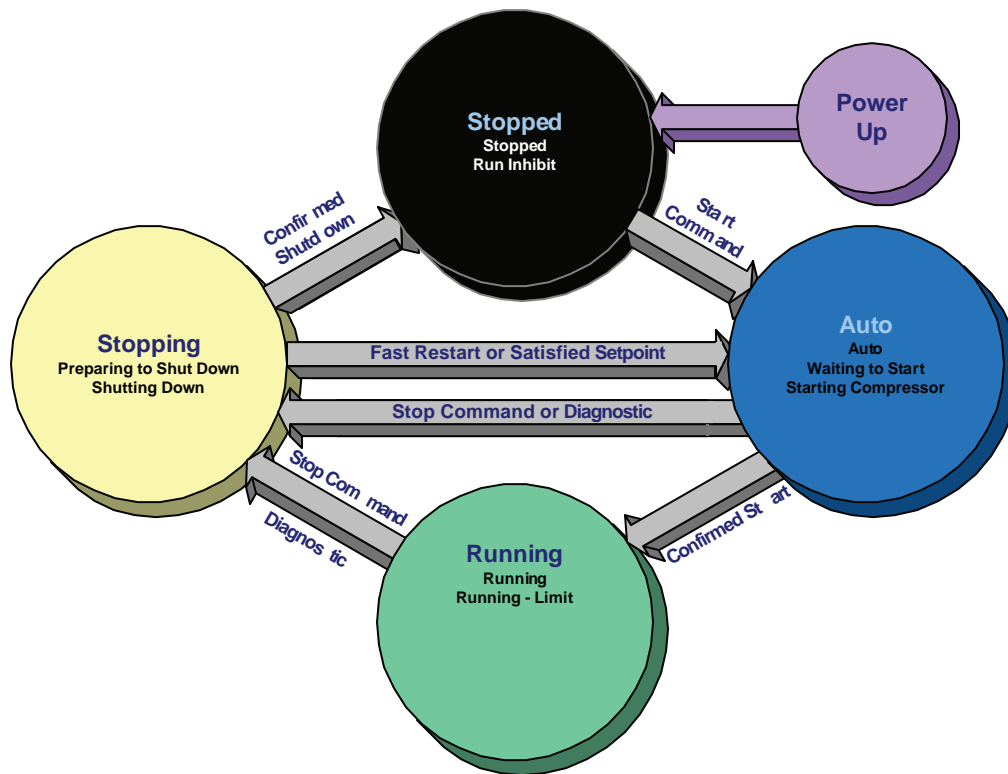 Power
Up
Stopped
Stopped
Run Inhibit
Confir med
Shutd own
Sta rt
Com mand
Stopping
Preparing to Shut Down
Shutting Down
Fast Restart or Satisfied Setpoint
Stop Command or Diagnostic
Auto
Auto
Waiting to Start
Starting Compressor
Stop Com mand
Diagnos tic
Confirmed St art
Running
Running
Running - Limit